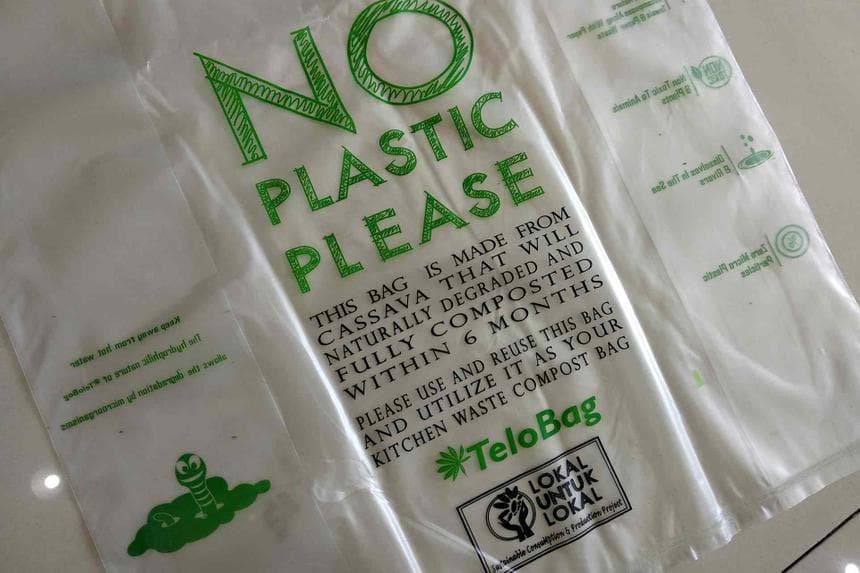 NO
PLASTIC
PLEASE
THIS BAG IS MADE FROM
CASSAVA THAT WILL
NATURALLY DEGRADED AND
FULLY COMPOSTED
WITHIN 6 MONTHS
PLEASE USE AND REUSE THIS BAG
AND UTILIZE IT AS YOUR
KITCHEN WASTE COMPOST BAG
TeloBag
LOKAL
UNTUK
LOKAL
Sustainable Consumption & Production Project
Keep away from hot water
The hydrophilic nature of #TeloBag
allows the degradation by microorganisms
Along With Paper
Non Toxic To Animals
& Plants
Dissolves In The Sea
& Rivers
Zero Micro Plastic
Particles